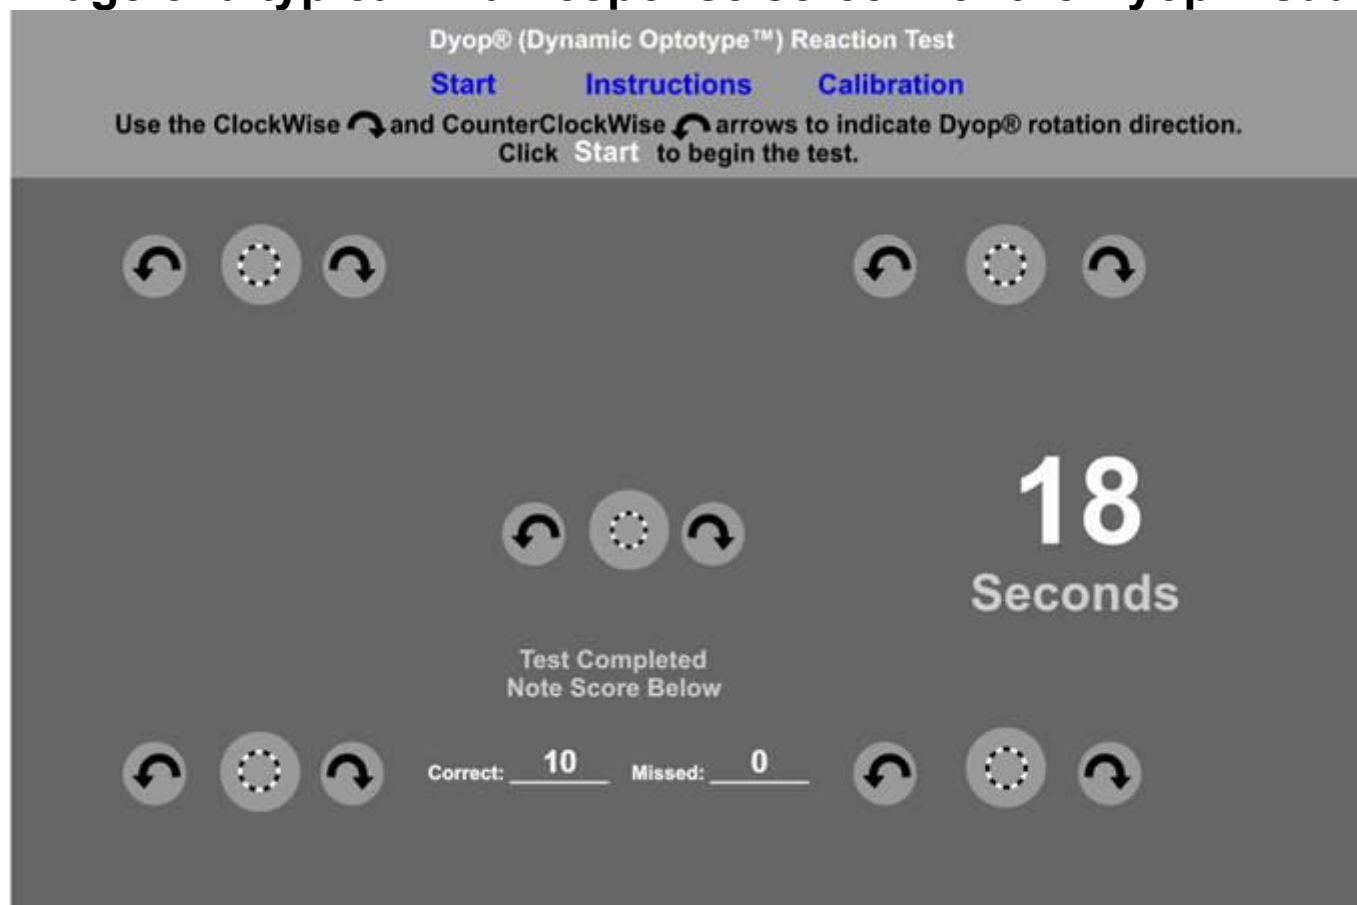 Dyop® (Dynamic Optotype™) Reaction Test
Start Instructions Calibration
Use the ClockWise and CounterClockWise arrows to indicate Dyop® rotation direction.
Click Start to begin the test.
18
Seconds
Test Completed
Note Score Below
Correct: 10 Missed: 0